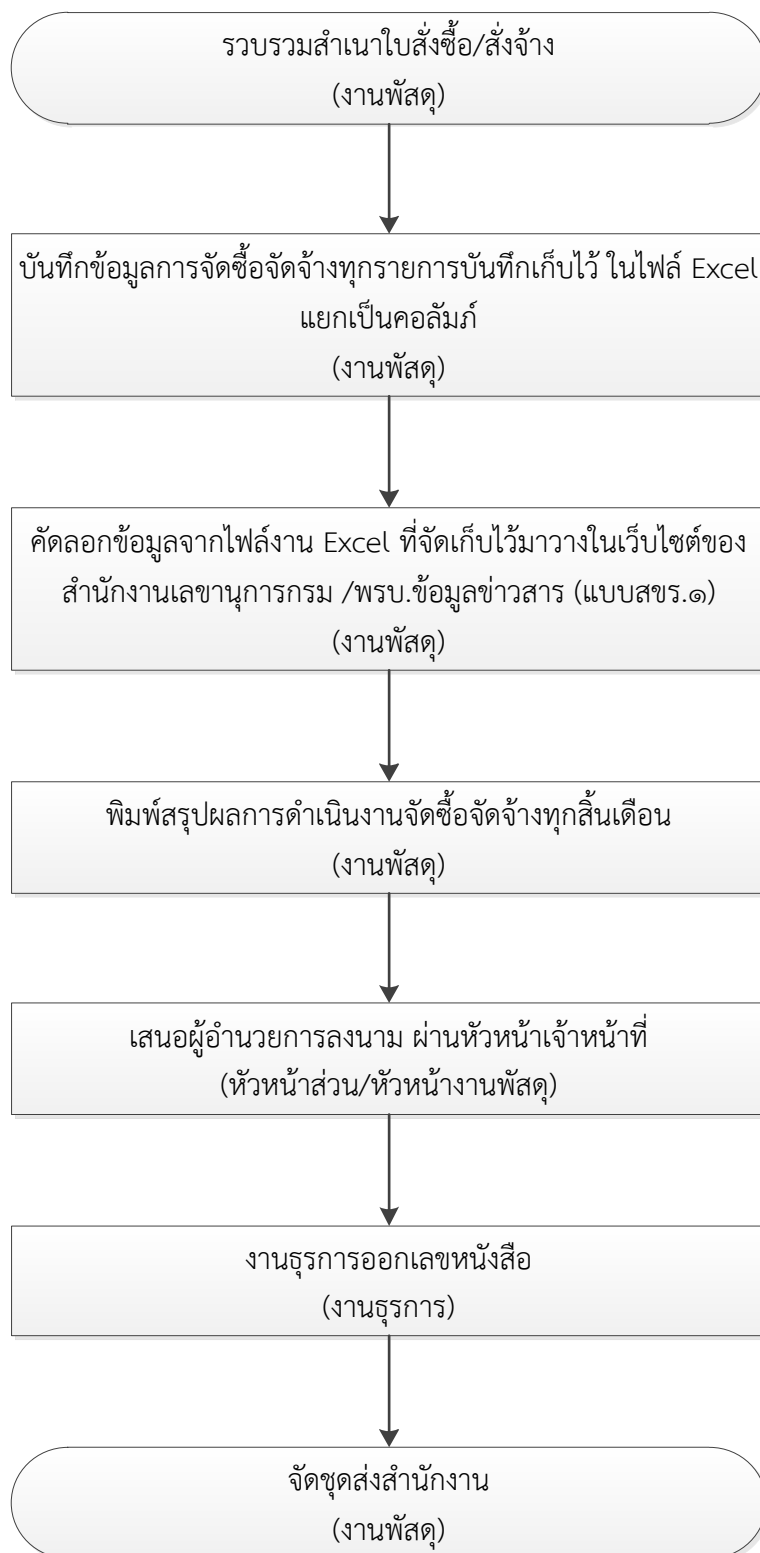 รวบรวมสำเนาใบสั่งซื้อ/สั่งจ้าง
(งานพัสดุ)
บันทึกข้อมูลการจัดซื้อจัดจ้างทุกรายการบันทึกเก็บไว้ ในไฟล์ Excel
แยกเป็นคอลัมภ์
(งานพัสดุ)
คัดลอกข้อมูลจากไฟล์งาน Excel ที่จัดเก็บไว้มาวางในเว็บไซต์ของ
สำนักงานเลขานุการกรม /พรบ.ข้อมูลข่าวสาร (แบบสขร.๑)
(งานพัสดุ)
พิมพ์สรุปผลการดำเนินงานจัดซื้อจัดจ้างทุกสิ้นเดือน
(งานพัสดุ)
เสนอผู้อำนวยการลงนาม ผ่านหัวหน้าเจ้าหน้าที่
(หัวหน้าส่วน/หัวหน้างานพัสดุ)
งานธุรการออกเลขหนังสือ
(งานธุรการ)
จัดชุดส่งสำนักงาน
(งานพัสดุ)